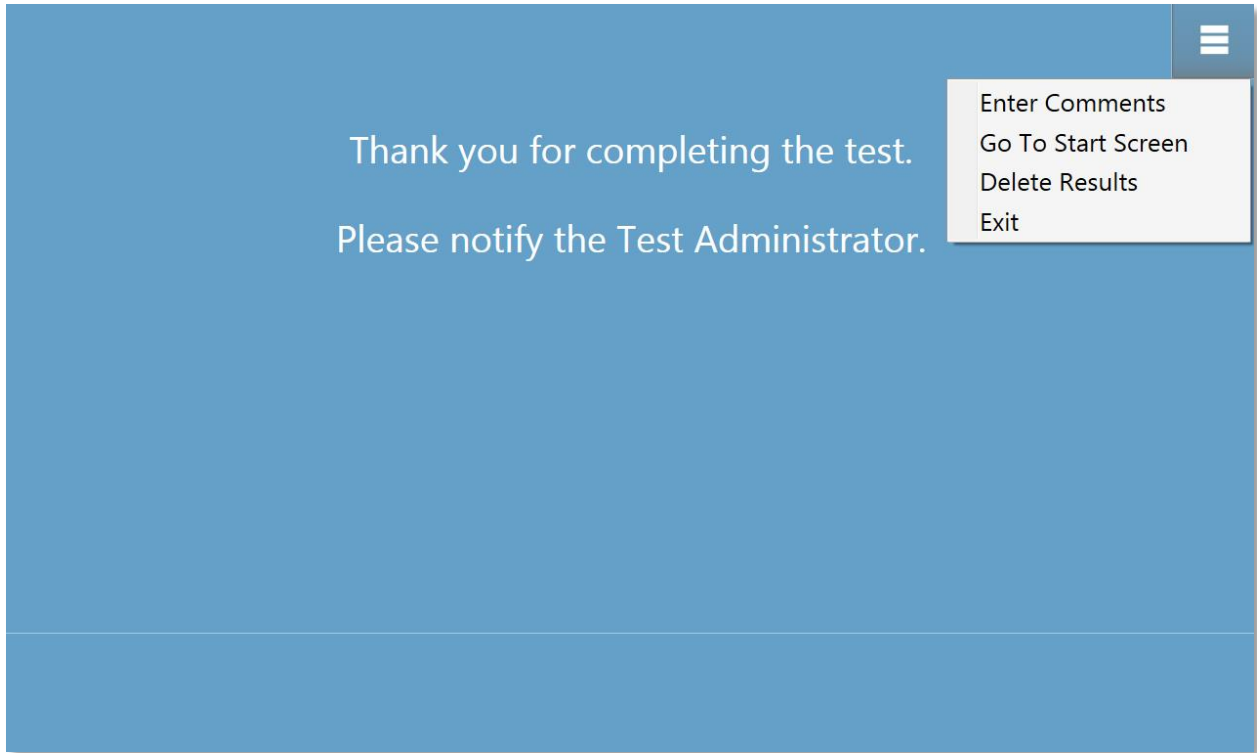 Enter Comments
Go To Start Screen
Delete Results
Exit
Thank you for completing the test.
Please notify the Test Administrator.